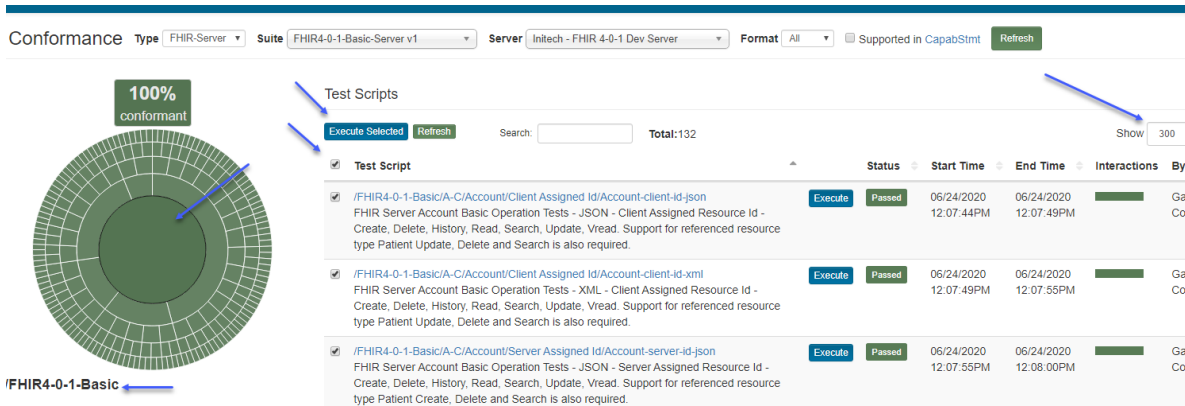 Conformance Type FHIR-Server Suite FHIR4-0-1-Basic-Server v1 Server Initech - FHIR 4-0-1 Dev Server Format All Supported in CapabStmt Refresh
100%
conformant
Test Scripts
Execute Selected Refresh Search: Total:132 Show 300
Test Script Status Start Time End Time Interactions By
/FHIR4-0-1-Basic/A-C/Account/Client Assigned Id/Account-client-id-json Execute Passed 06/24/2020 06/24/2020 Ga
FHIR Server Account Basic Operation Tests - JSON - Client Assigned Resource Id - 12:07:44PM 12:07:49PM Co
Create, Delete, History, Read, Search, Update, Vread. Support for referenced resource
type Patient Update, Delete and Search is also required.
/FHIR4-0-1-Basic/A-C/Account/Client Assigned Id/Account-client-id-xml Execute Passed 06/24/2020 06/24/2020 Ga
FHIR Server Account Basic Operation Tests - XML - Client Assigned Resource Id - 12:07:49PM 12:07:55PM Co
Create, Delete, History, Read, Search, Update, Vread. Support for referenced resource
type Patient Update, Delete and Search is also required.
/FHIR4-0-1-Basic/A-C/Account/Server Assigned Id/Account-server-id-json Execute Passed 06/24/2020 06/24/2020 Ga
FHIR Server Account Basic Operation Tests - JSON - Server Assigned Resource Id - 12:07:55PM 12:08:00PM Co
Create, Delete, History, Read, Search, Update, Vread. Support for referenced resource
type Patient Create, Delete and Search is also required.
/FHIR4-0-1-Basic